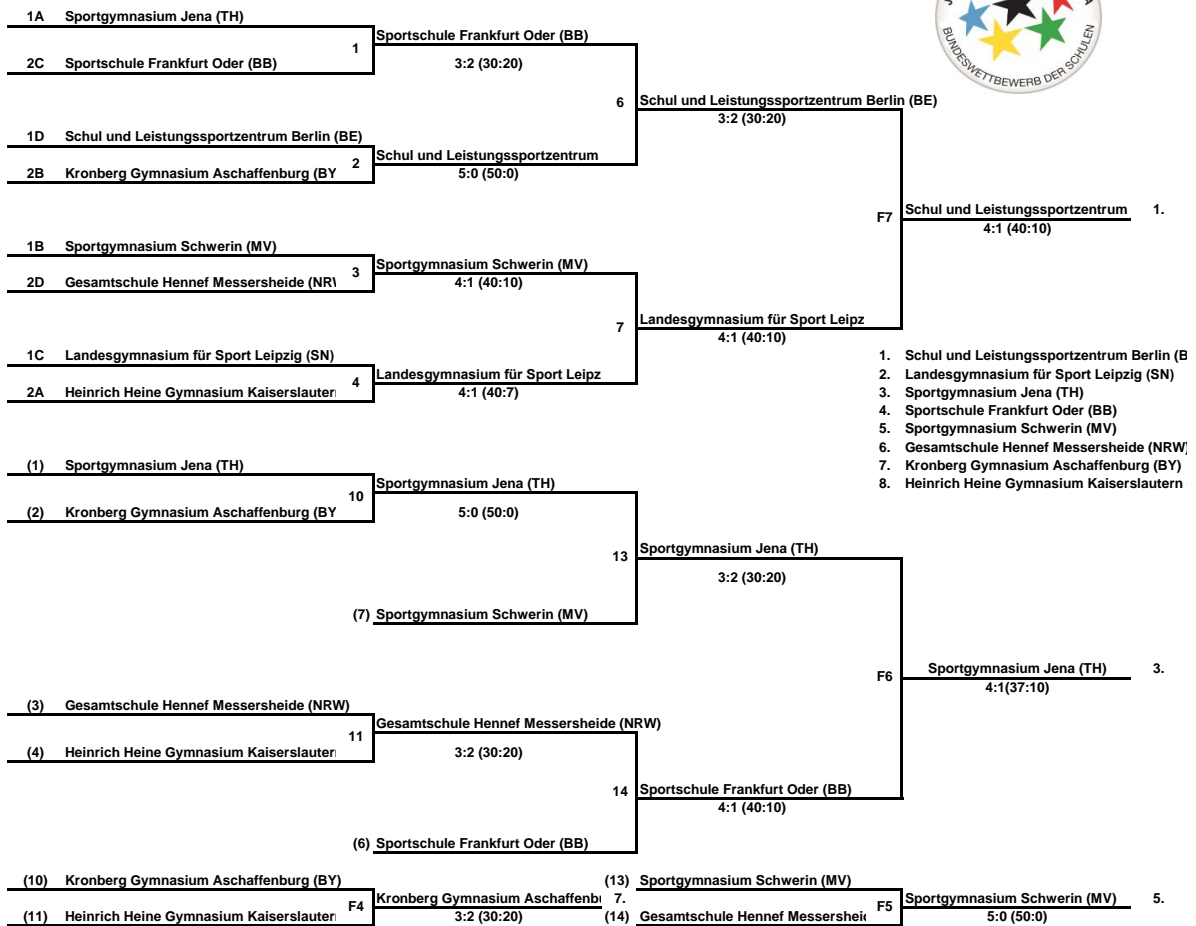 1A Sportgymnasium Jena (TH)
Sportschule Frankfurt Oder (BB)
1
2C Sportschule Frankfurt Oder (BB)
3:2 (30:20)
BUNDESWETTBEWERB DER SCHULEN
6 Schul und Leistungssportzentrum Berlin (BE)
3:2 (30:20)
1D Schul und Leistungssportzentrum Berlin (BE)
2 Schul und Leistungssportzentrum
2B Kronberg Gymnasium Aschaffenburg (BY
5:0 (50:0)
F7 Schul und Leistungssportzentrum 1.
4:1 (40:10)
1B Sportgymnasium Schwerin (MV)
3 Sportgymnasium Schwerin (MV)
2D Gesamtschule Hennef Messersheide (NR
4:1 (40:10)
7 Landesgymnasium für Sport Leipz
4:1 (40:10)
1C Landesgymnasium für Sport Leipzig (SN)
4 Landesgymnasium für Sport Leipz
2A Heinrich Heine Gymnasium Kaiserslauter
4:1 (40:7)
1. Schul und Leistungssportzentrum Berlin (B
2. Landesgymnasium für Sport Leipzig (SN)
3. Sportgymnasium Jena (TH)
4. Sportschule Frankfurt Oder (BB)
5. Sportgymnasium Schwerin (MV)
6. Gesamtschule Hennef Messersheide (NRW)
7. Kronberg Gymnasium Aschaffenburg (BY)
8. Heinrich Heine Gymnasium Kaiserslautern
(1) Sportgymnasium Jena (TH)
10 Sportgymnasium Jena (TH)
(2) Kronberg Gymnasium Aschaffenburg (BY
5:0 (50:0)
13 Sportgymnasium Jena (TH)
3:2 (30:20)
(7) Sportgymnasium Schwerin (MV)
F6 Sportgymnasium Jena (TH) 3.
4:1(37:10)
(3) Gesamtschule Hennef Messersheide (NRW)
11 Gesamtschule Hennef Messersheide (NRW)
(4) Heinrich Heine Gymnasium Kaiserslauter
3:2 (30:20)
14 Sportschule Frankfurt Oder (BB)
4:1 (40:10)
(6) Sportschule Frankfurt Oder (BB)
(10) Kronberg Gymnasium Aschaffenburg (BY)
F4 Kronberg Gymnasium Aschaffenb 7.
(11) Heinrich Heine Gymnasium Kaiserslauter
3:2 (30:20)
(13) Sportgymnasium Schwerin (MV)
F5 Sportgymnasium Schwerin (MV) 5.
(14) Gesamtschule Hennef Messersheid
5:0 (50:0)